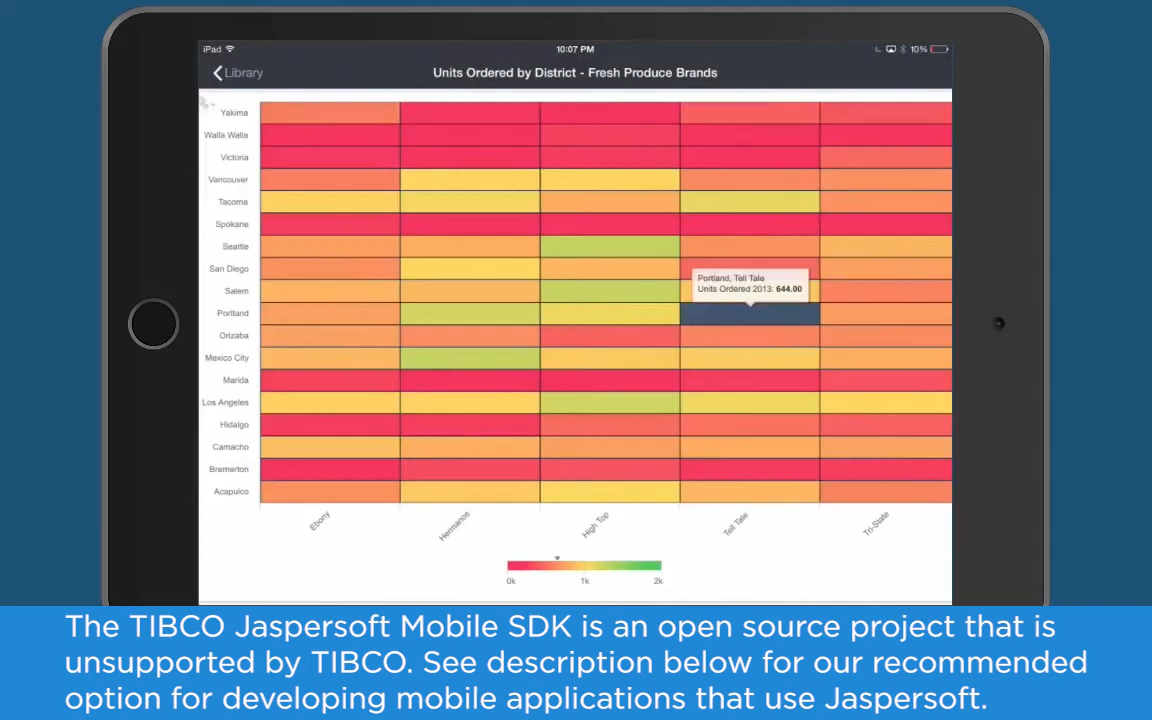 iPad
10:07 PM
10%
Library
Units Ordered by District - Fresh Produce Brands
Yakima
Walla Walla
Victoria
Vancouver
Tacoma
Spokane
Seattle
San Diego
Salem
Portland
Orizaba
Mexico City
Marida
Los Angeles
Hidalgo
Camacho
Bremerton
Acapulco
Portland, Tell Tale
Units Ordered 2013: 644.00
Ebony
Hermanos
High Top
Tell Tale
Tri-State
0k
1k
2k
The TIBCO Jaspersoft Mobile SDK is an open source project that is
unsupported by TIBCO. See description below for our recommended
option for developing mobile applications that use Jaspersoft.